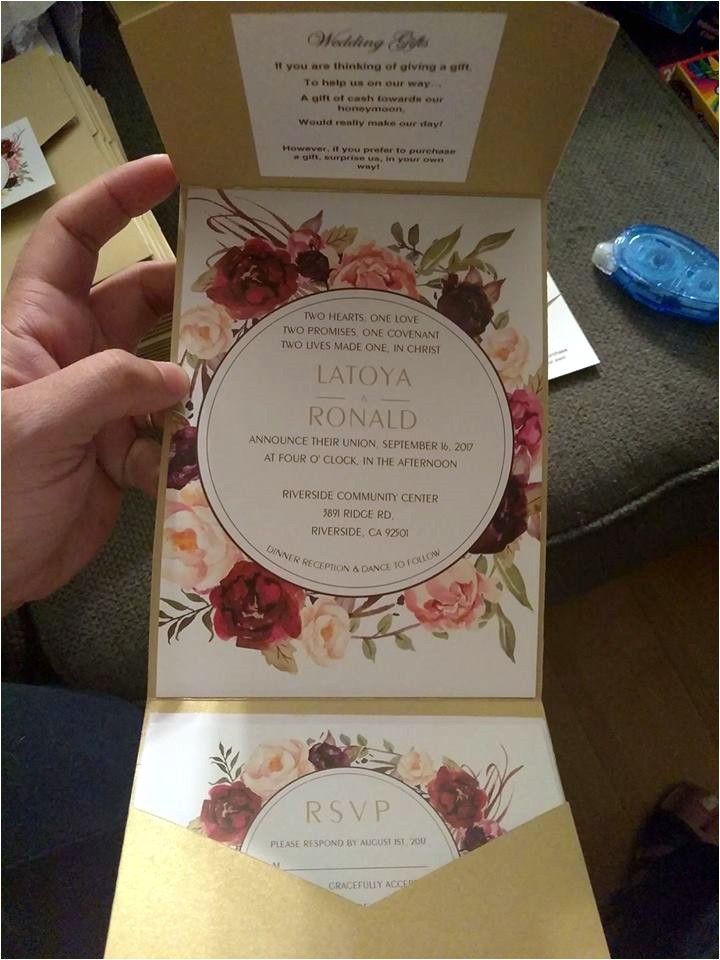 Wedding Gifts
If you are thinking of giving a gift,
To help us on our way...
A gift of cash towards our
honeymoon,
Would really make our day!
However, if you prefer to purchase
a gift, surprise us, in your own
way!
TWO HEARTS, ONE LOVE
TWO PROMISES, ONE COVENANT
TWO LIVES MADE ONE, IN CHRIST
LATOYA
&
RONALD
ANNOUNCE THEIR UNION, SEPTEMBER 16, 2017
AT FOUR O' CLOCK, IN THE AFTERNOON
RIVERSIDE COMMUNITY CENTER
3891 RIDGE RD,
RIVERSIDE, CA 92501
DINNER RECEPTION & DANCE TO FOLLOW
RSVP
PLEASE RESPOND BY AUGUST 1ST, 2017
M
GRACEFULLY ACCEP